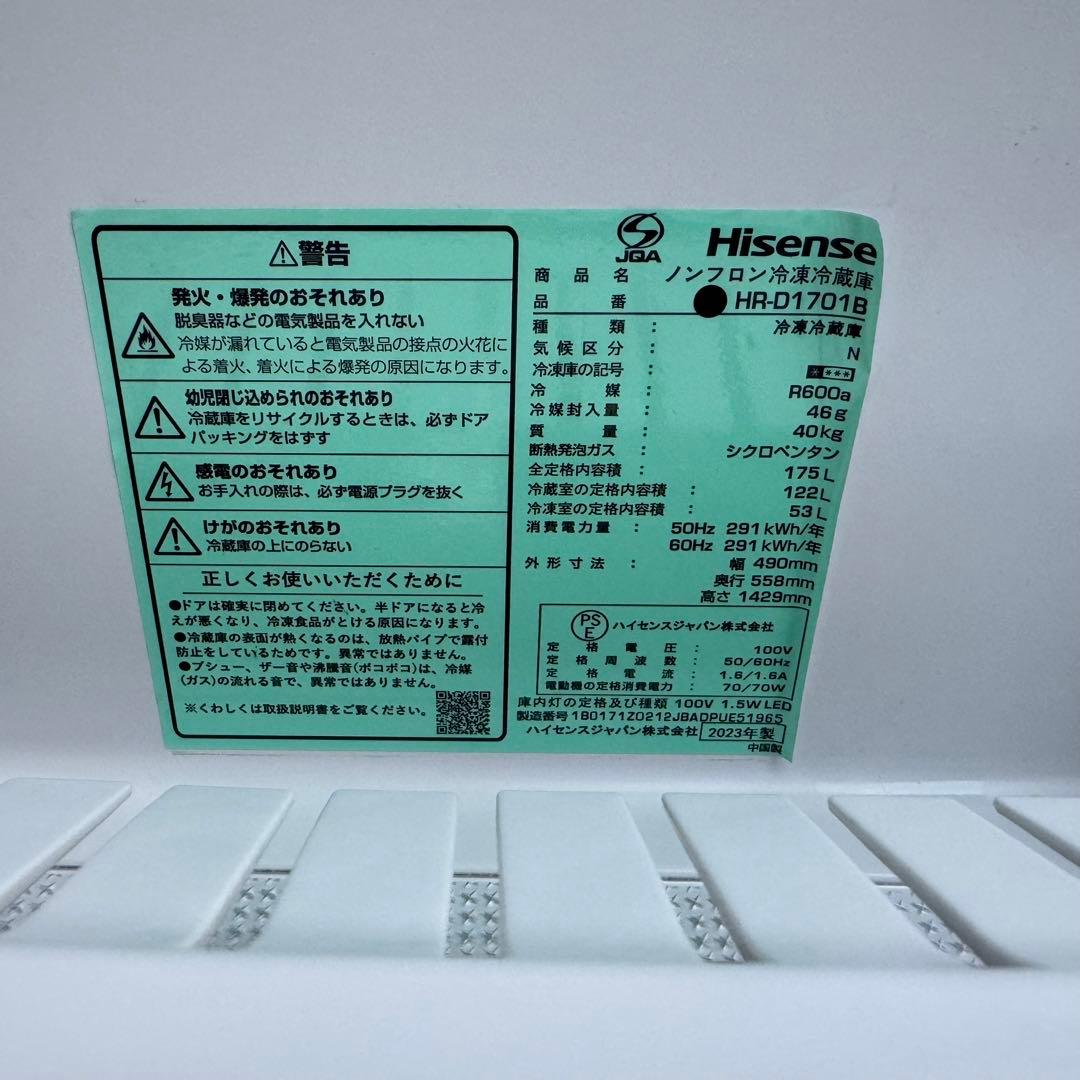 警告
発火・爆発のおそれあり
脱臭器などの電気製品を入れない
冷媒が漏れていると電気製品の接点の火花に
よる着火、着火による爆発の原因になります。
幼児閉じ込められのおそれあり
冷蔵庫をリサイクルするときは、必ずドア
パッキングをはずす
感電のおそれあり
お手入れの際は、必ず電源プラグを抜く
けがのおそれあり
冷蔵庫の上にのらない
正しくお使いいただくために
●ドアは確実に閉めてください。半ドアになると冷
えが悪くなり、冷凍食品がとける原因になります。
●冷蔵庫の表面が熱くなるのは、放熱パイプで露付
防止をしているためです。異常ではありません。
●プシュー、ザー音や沸騰音(ポコポコ)は、冷媒
(ガス)の流れる音で、異常ではありません。
※くわしくは取扱説明書をご覧ください。
JQA
Hisense
商品名 ノンフロン冷凍冷蔵庫
品番 ●HR-D1701B
種類: 冷凍冷蔵庫
気候区分: N
冷凍庫の記号: ****
冷媒: R600a
冷媒封入量: 46g
質量: 40kg
断熱発泡ガス: シクロペンタン
全定格内容積: 175L
冷蔵室の定格内容積: 122L
冷凍室の定格内容積: 53L
消費電力量: 50Hz 291kWh/年
60Hz 291kWh/年
外形寸法: 幅 490mm
奥行 558mm
高さ 1429mm
PSE ハイセンスジャパン株式会社
定格電圧: 100V
定格周波数: 50/60Hz
定格電流: 1.6/1.6A
電動機の定格消費電力: 70/70W
庫内灯の定格及び種類 100V 1.5W LED
製造番号 1B0171Z0212JBADPUE51965
ハイセンスジャパン株式会社 2023年製
中国製